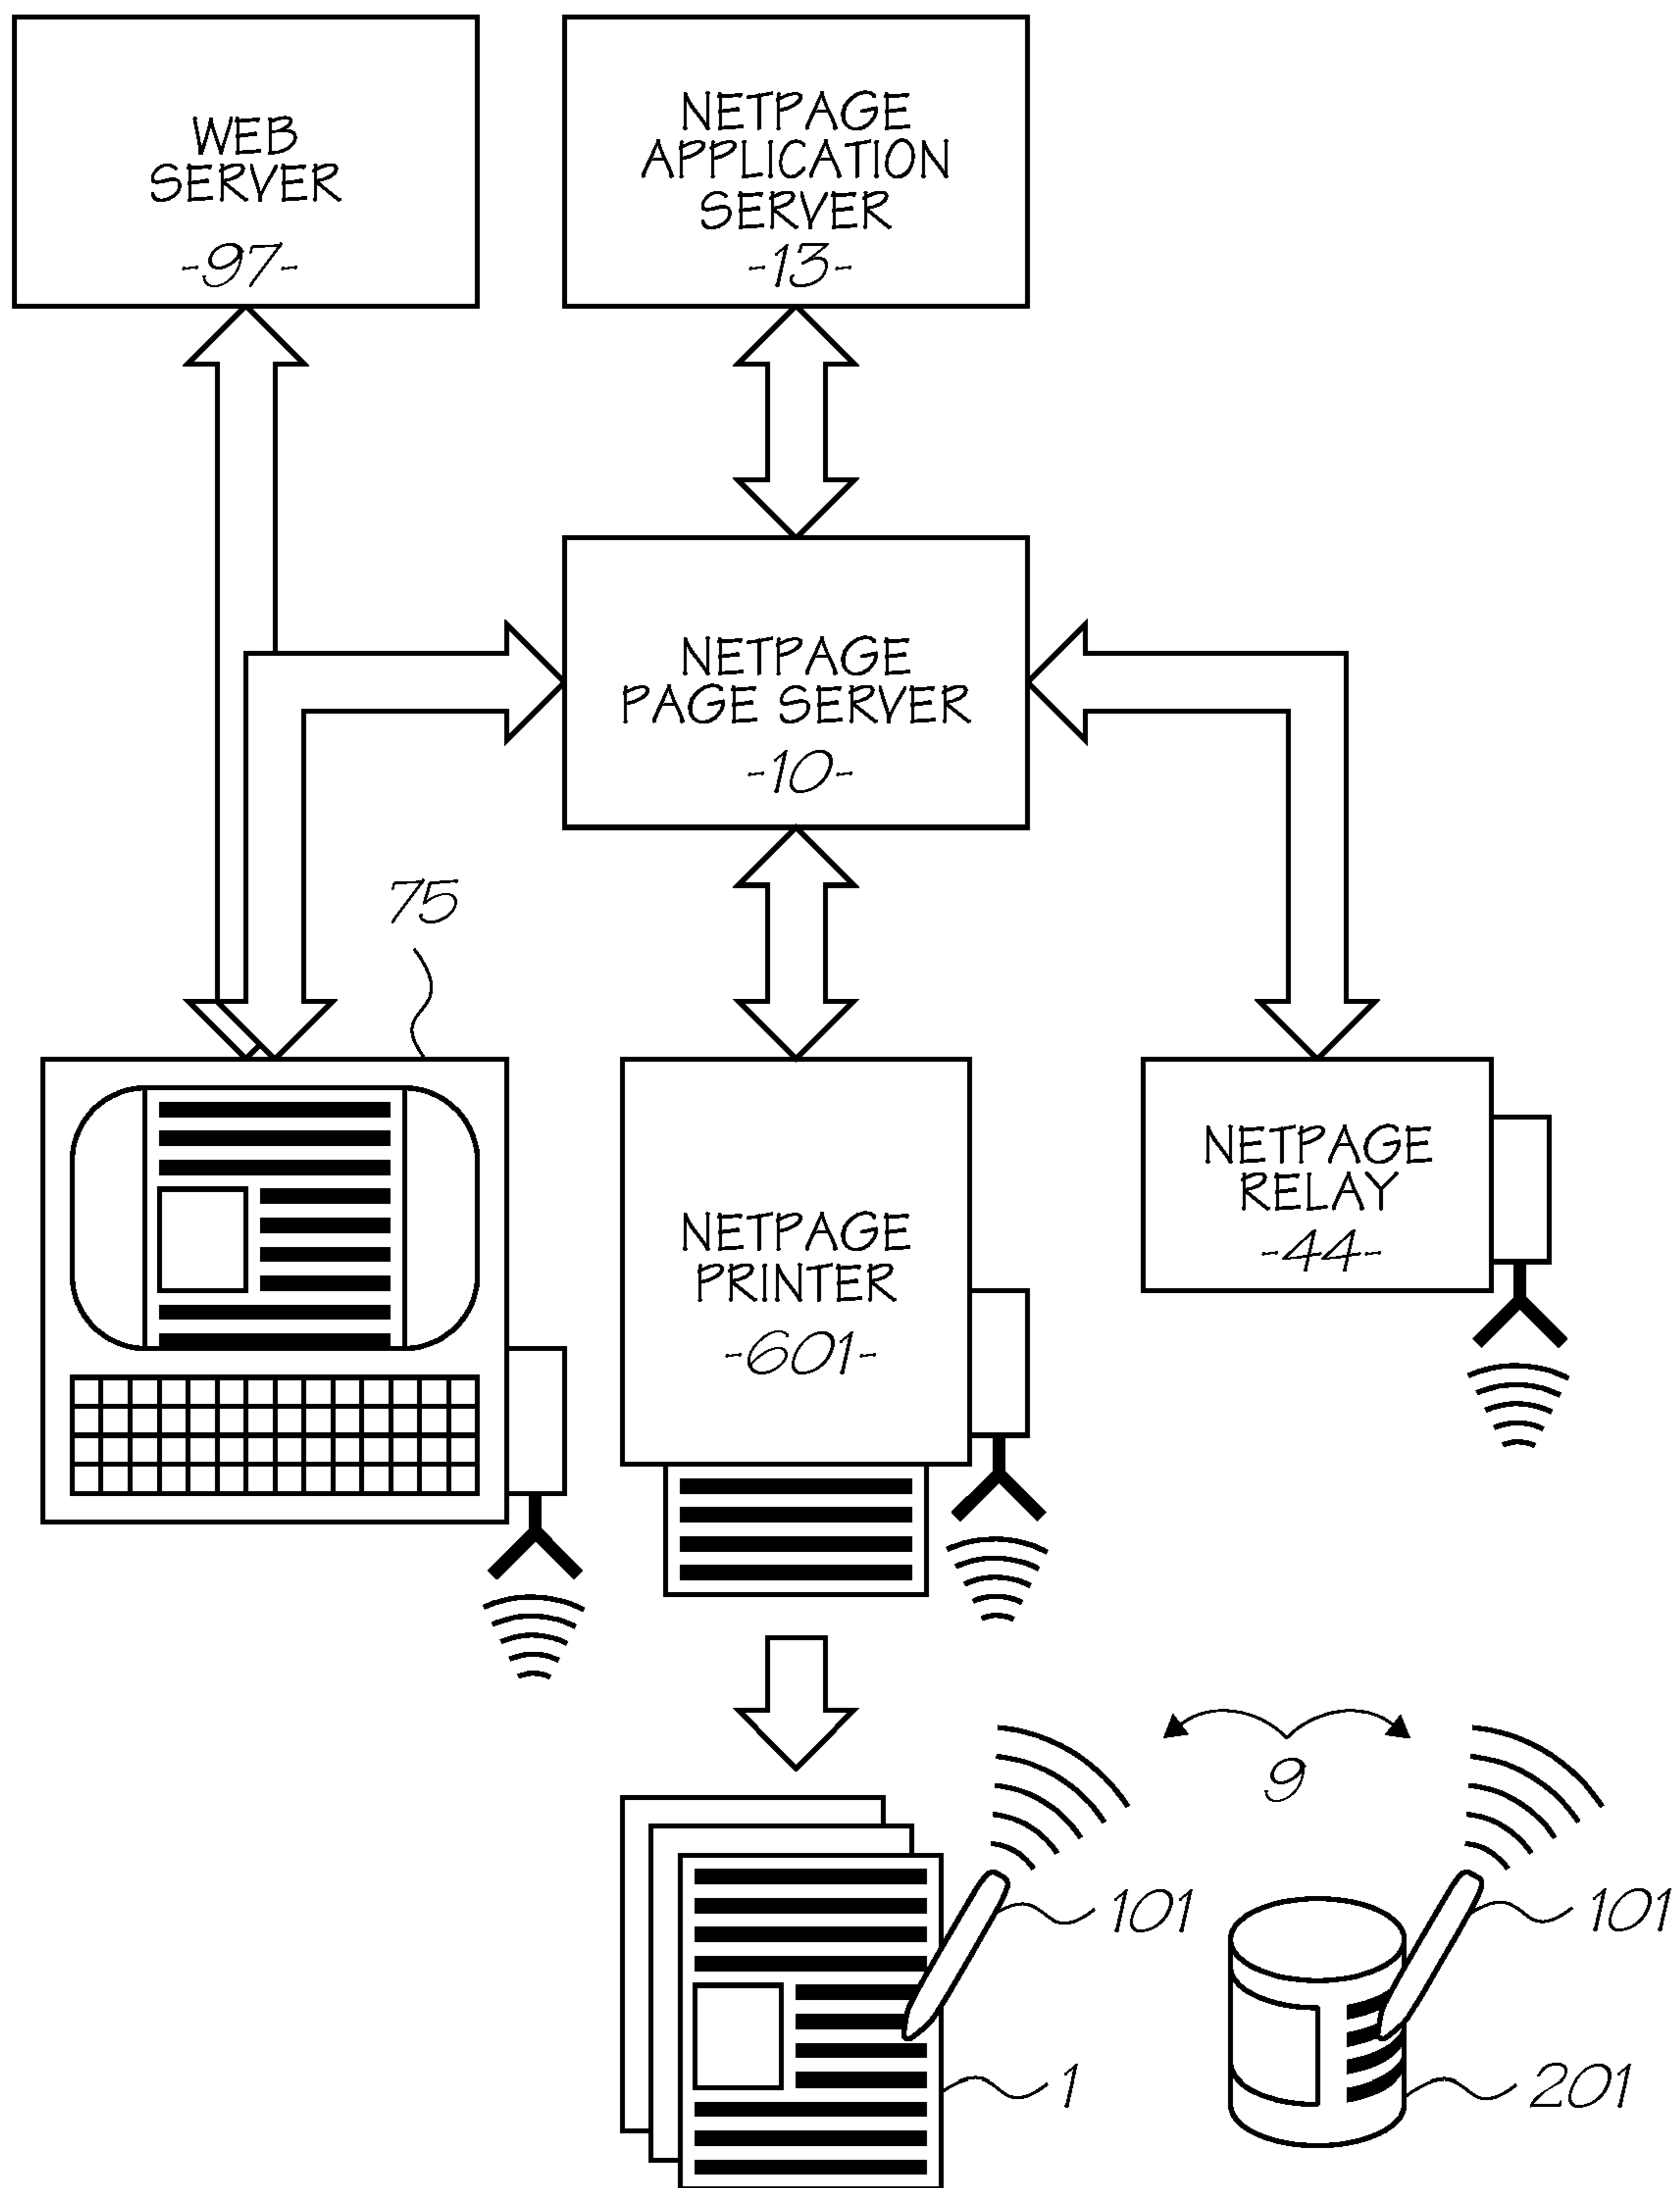 WEB
SERVER
-97-
NETPAGE
APPLICATION
SERVER
-13-
NETPAGE
PAGE SERVER
-10-
75
NETPAGE
PRINTER
-601-
NETPAGE
RELAY
-44-
9
101
101
1
201